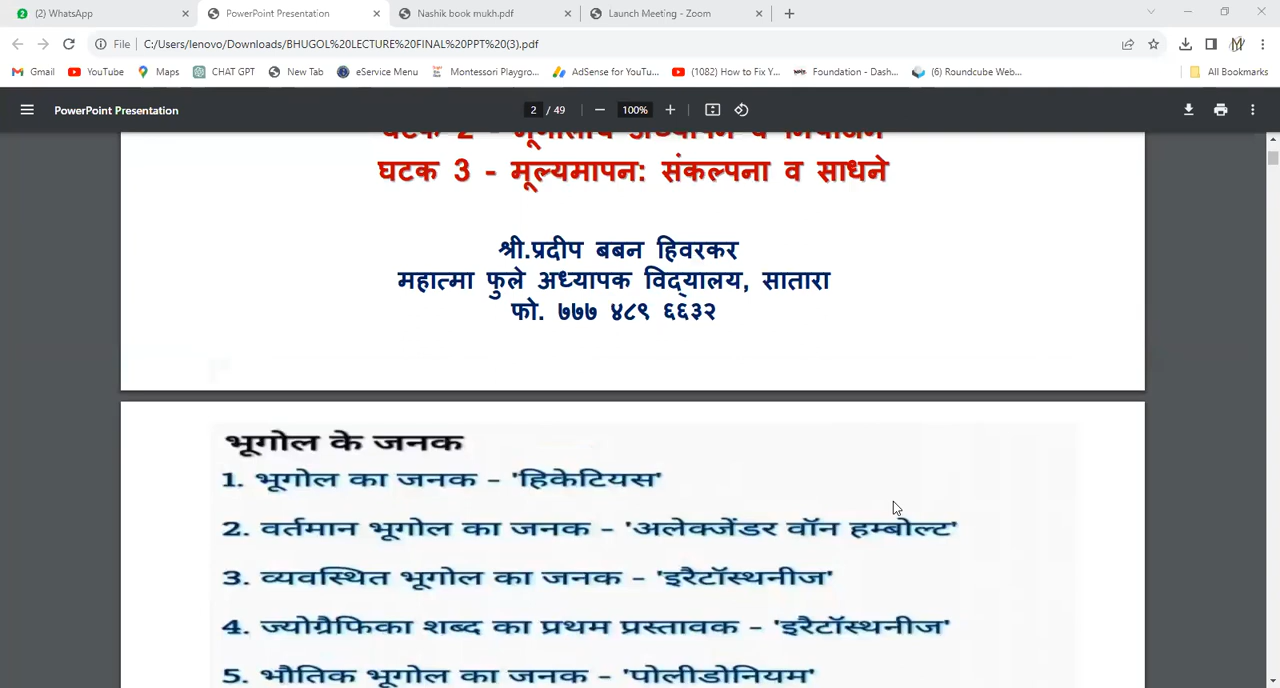 (2) WhatsApp
PowerPoint Presentation
Nashik book mukh.pdf
Launch Meeting - Zoom
File
C:/Users/lenovo/Downloads/BHUGOL%20LECTURE%20FINAL%20PPT%20(3).pdf
Gmail
YouTube
Maps
CHAT GPT
New Tab
eService Menu
Montessori Playgro...
AdSense for YouTu...
(1082) How to Fix Y...
Foundation - Dash...
(6) Roundcube Web...
All Bookmarks
PowerPoint Presentation
2 / 49
100%
घटक 2 - भूगोलाचे अध्यापन व नियोजन
घटक 3 - मूल्यमापन: संकल्पना व साधने
श्री.प्रदीप बबन हिवरकर
महात्मा फुले अध्यापक विद्यालय, सातारा
फो. ७७७ ४८९ ६६३२
भूगोल के जनक
1. भूगोल का जनक – 'हिकेटियस'
2. वर्तमान भूगोल का जनक – 'अलेक्जेंडर वॉन हम्बोल्ट'
3. व्यवस्थित भूगोल का जनक – 'इरैटॉस्थनीज'
4. ज्योग्रैफिका शब्द का प्रथम प्रस्तावक – 'इरैटॉस्थनीज'
5. भौतिक भूगोल का जनक – 'पोलीडोनियम'